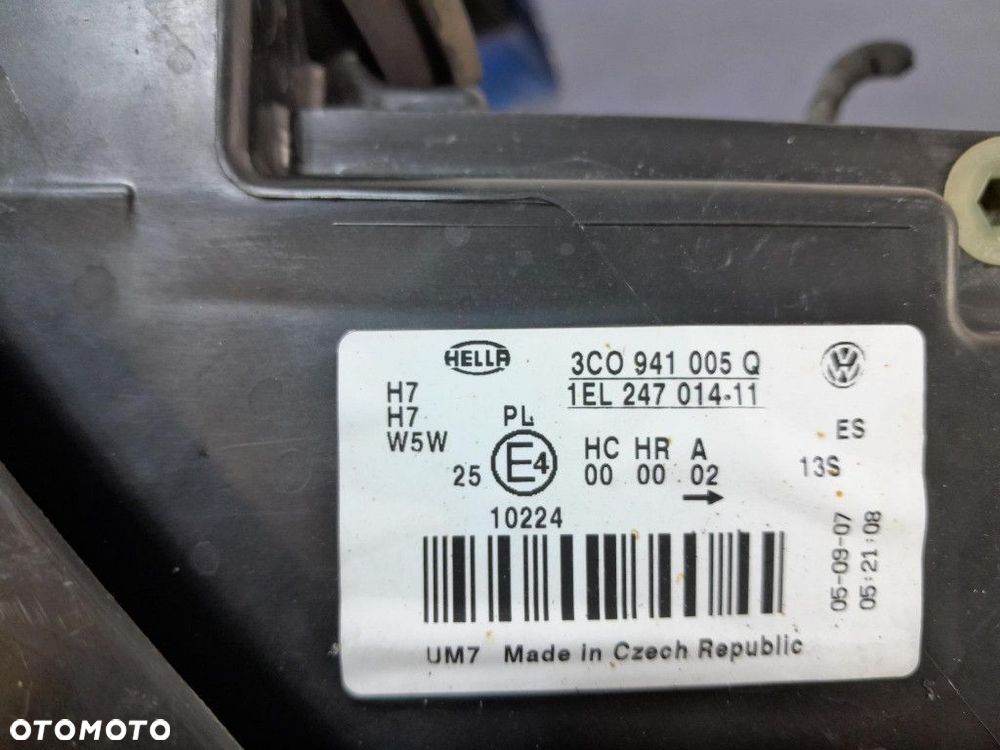 HELLA
3C0 941 005 Q
1EL 247 014-11
H7
H7
W5W
PL
25 E4
HC HR A
00 00 02
10224
ES
13S
05-09-07
05:21:08
UM7 Made in Czech Republic
OTOMOTO